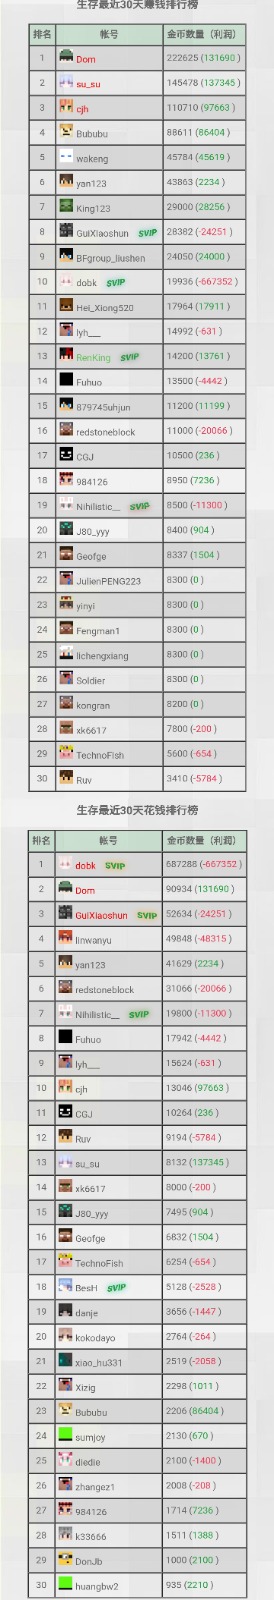 生存最近30天赚钱排行榜
排名 帐号 金币数量（利润）
1 Dom 222625 (131690 )
2 su_su 145478 (137345 )
3 cjh 110710 (97663 )
4 Bububu 88611 (86404 )
5 wakeng 45784 (45619 )
6 yan123 43863 (2234 )
7 King123 29000 (28256 )
8 GuiXiaoshun SVIP 28382 (-24251 )
9 BFgroup_liushen 24050 (24000 )
10 dobk SVIP 19936 (-667352 )
11 Hei_Xiong520 17964 (17911 )
12 lyh___ 14992 (-631 )
13 RenKing SVIP 14200 (13761 )
14 Fuhuo 13500 (-4442 )
15 879745uhjun 11200 (11199 )
16 redstoneblock 11000 (-20066 )
17 CGJ 10500 (236 )
18 984126 8950 (7236 )
19 Nihilistic__ SVIP 8500 (-11300 )
20 J80_yyy 8400 (904 )
21 Geofge 8337 (1504 )
22 JulienPENG223 8300 (0 )
23 yinyi 8300 (0 )
24 Fengman1 8300 (0 )
25 lichengxiang 8300 (0 )
26 Soldier 8300 (0 )
27 kongran 8200 (0 )
28 xk6617 7800 (-200 )
29 TechnoFish 5600 (-654 )
30 Ruv 3410 (-5784 )
生存最近30天花钱排行榜
排名 帐号 金币数量（利润）
1 dobk SVIP 687288 (-667352 )
2 Dom 90934 (131690 )
3 GuiXiaoshun SVIP 52634 (-24251 )
4 linwanyu 49848 (-48315 )
5 yan123 41629 (2234 )
6 redstoneblock 31066 (-20066 )
7 Nihilistic__ SVIP 19800 (-11300 )
8 Fuhuo 17942 (-4442 )
9 lyh___ 15624 (-631 )
10 cjh 13046 (97663 )
11 CGJ 10264 (236 )
12 Ruv 9194 (-5784 )
13 su_su 8132 (137345 )
14 xk6617 8000 (-200 )
15 J80_yyy 7495 (904 )
16 Geofge 6832 (1504 )
17 TechnoFish 6254 (-654 )
18 BesH SVIP 5128 (-2528 )
19 danje 3656 (-1447 )
20 kokodayo 2764 (-264 )
21 xiao_hu331 2519 (-2058 )
22 Xizig 2298 (1011 )
23 Bububu 2206 (86404 )
24 sumjoy 2130 (670 )
25 diedie 2100 (-1400 )
26 zhangez1 2008 (-208 )
27 984126 1714 (7236 )
28 k33666 1511 (1388 )
29 DonJb 1000 (2100 )
30 huangbw2 935 (2210 )